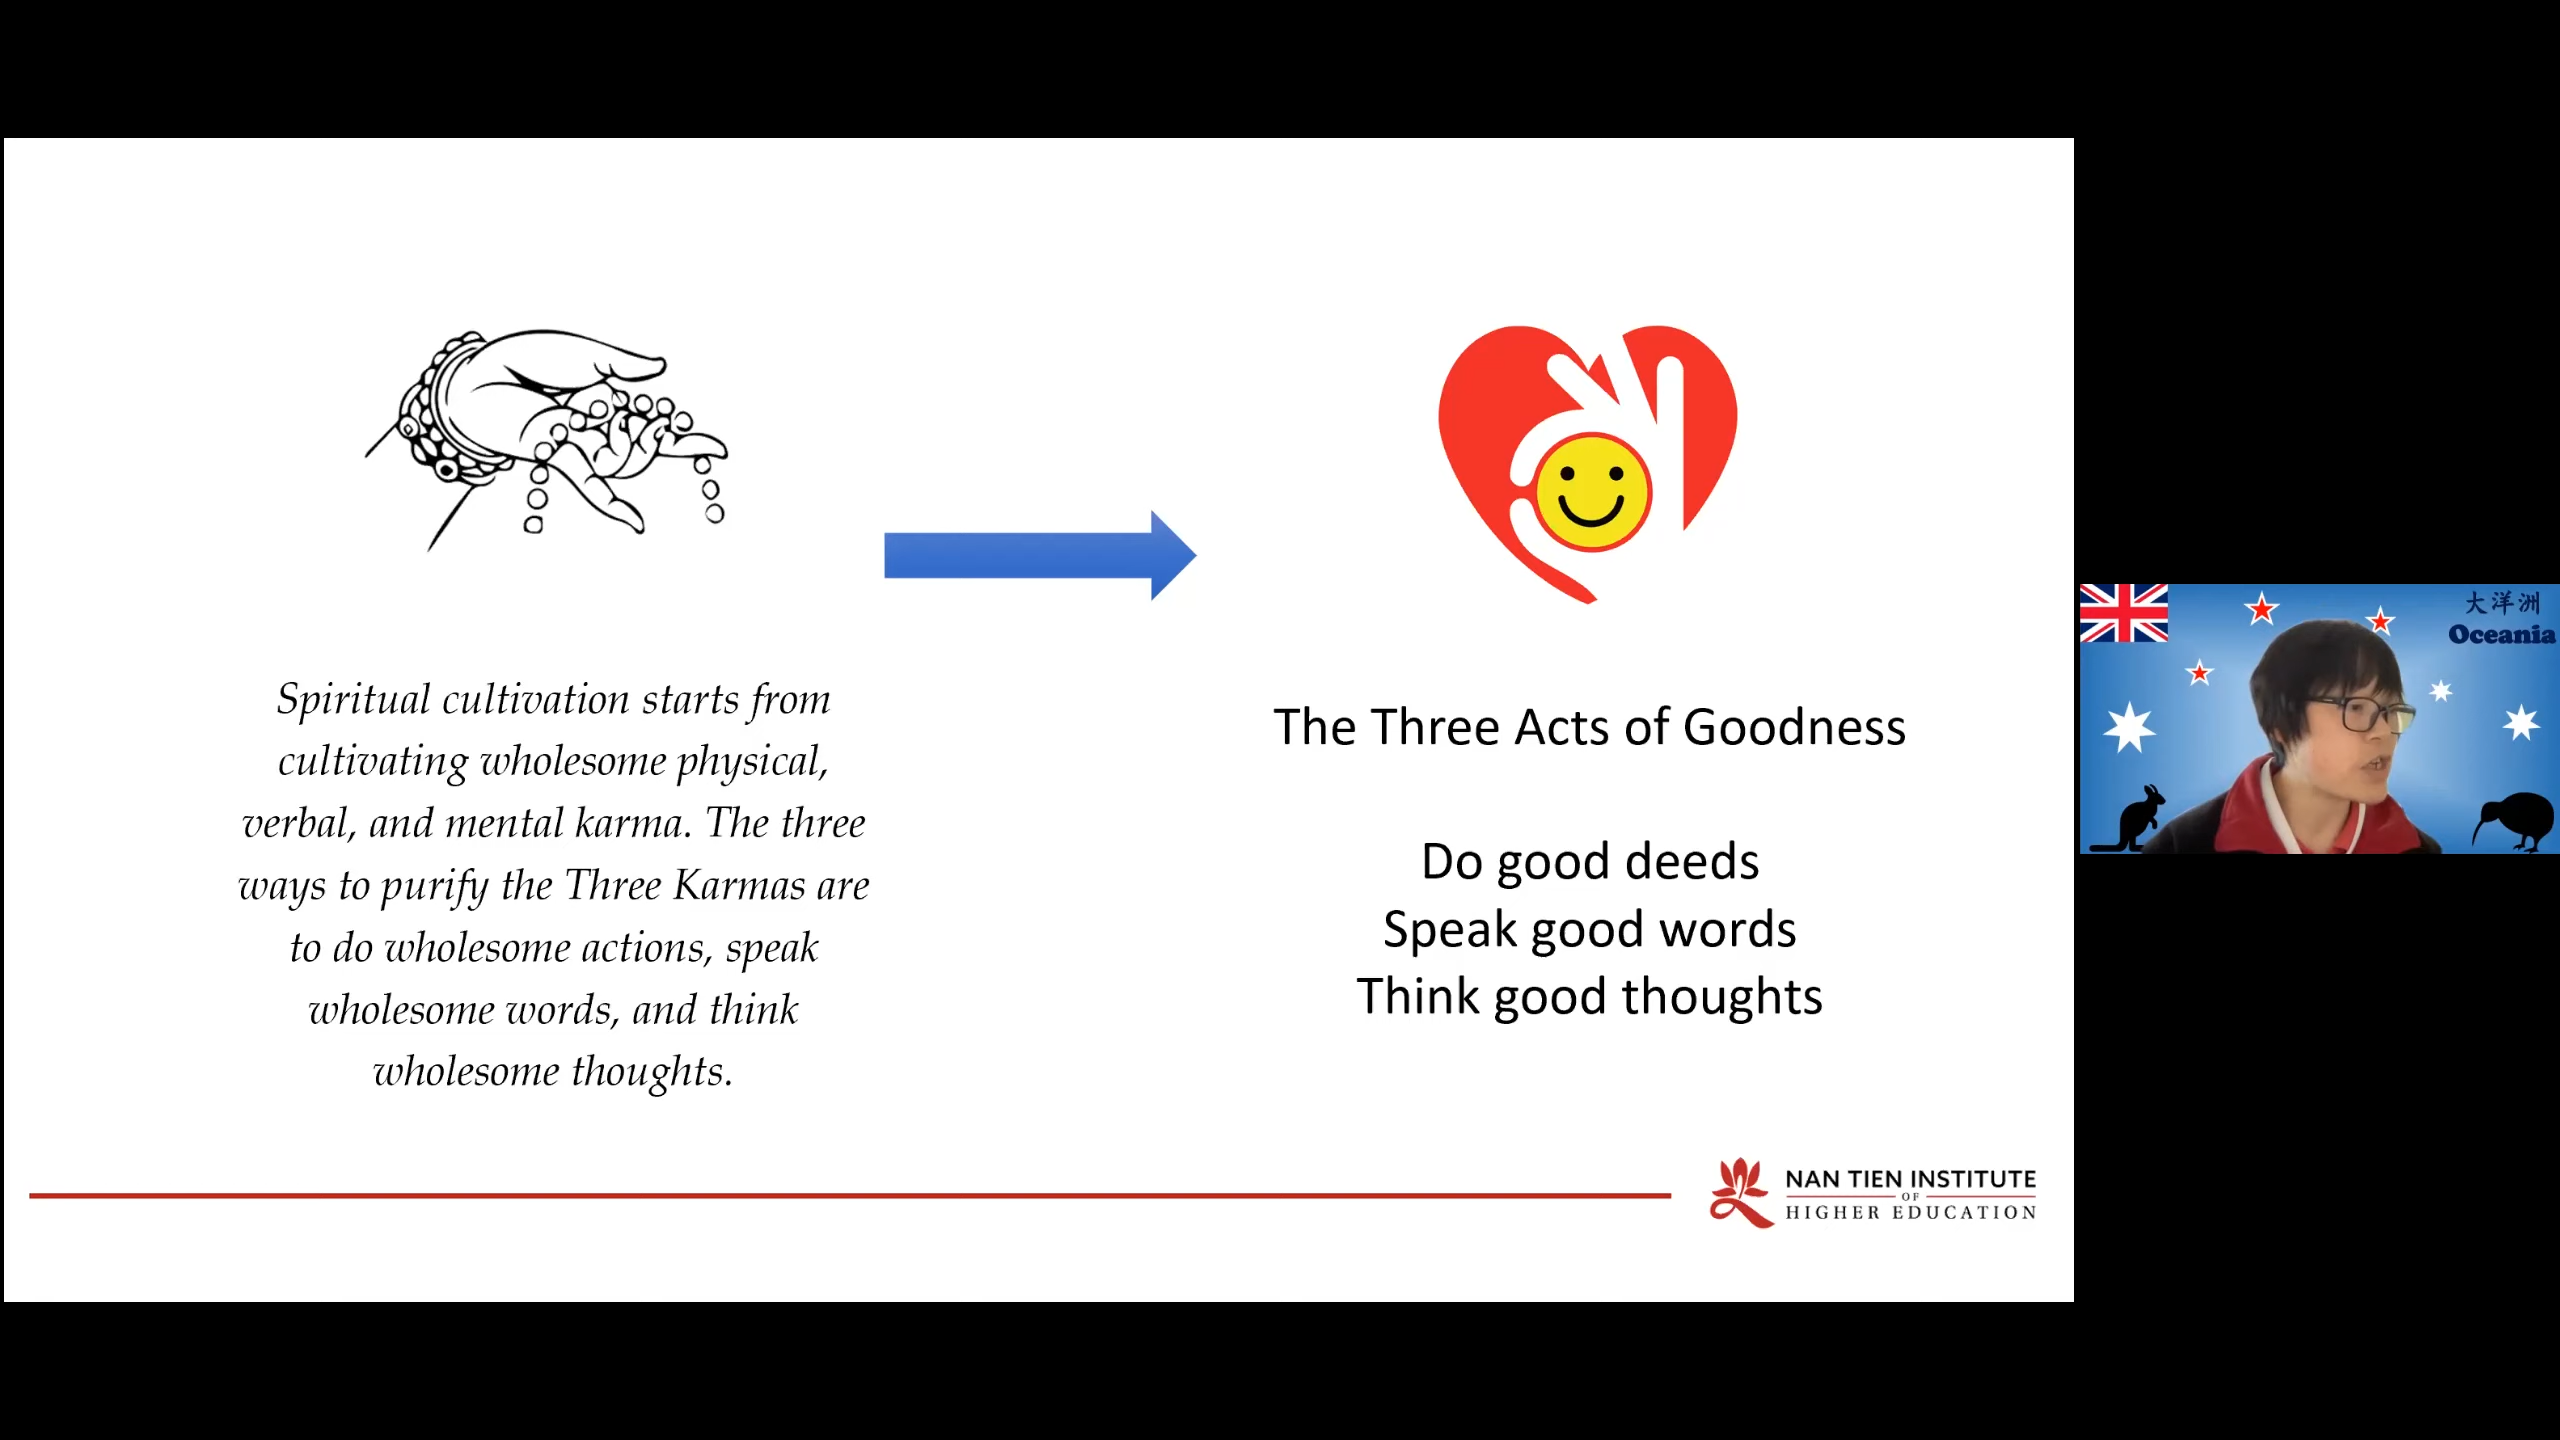 Spiritual cultivation starts from
cultivating wholesome physical,
verbal, and mental karma. The three
ways to purify the Three Karmas are
to do wholesome actions, speak
wholesome words, and think
wholesome thoughts.
The Three Acts of Goodness
Do good deeds
Speak good words
Think good thoughts
NAN TIEN INSTITUTE
OF
HIGHER EDUCATION
大洋洲
Oceania